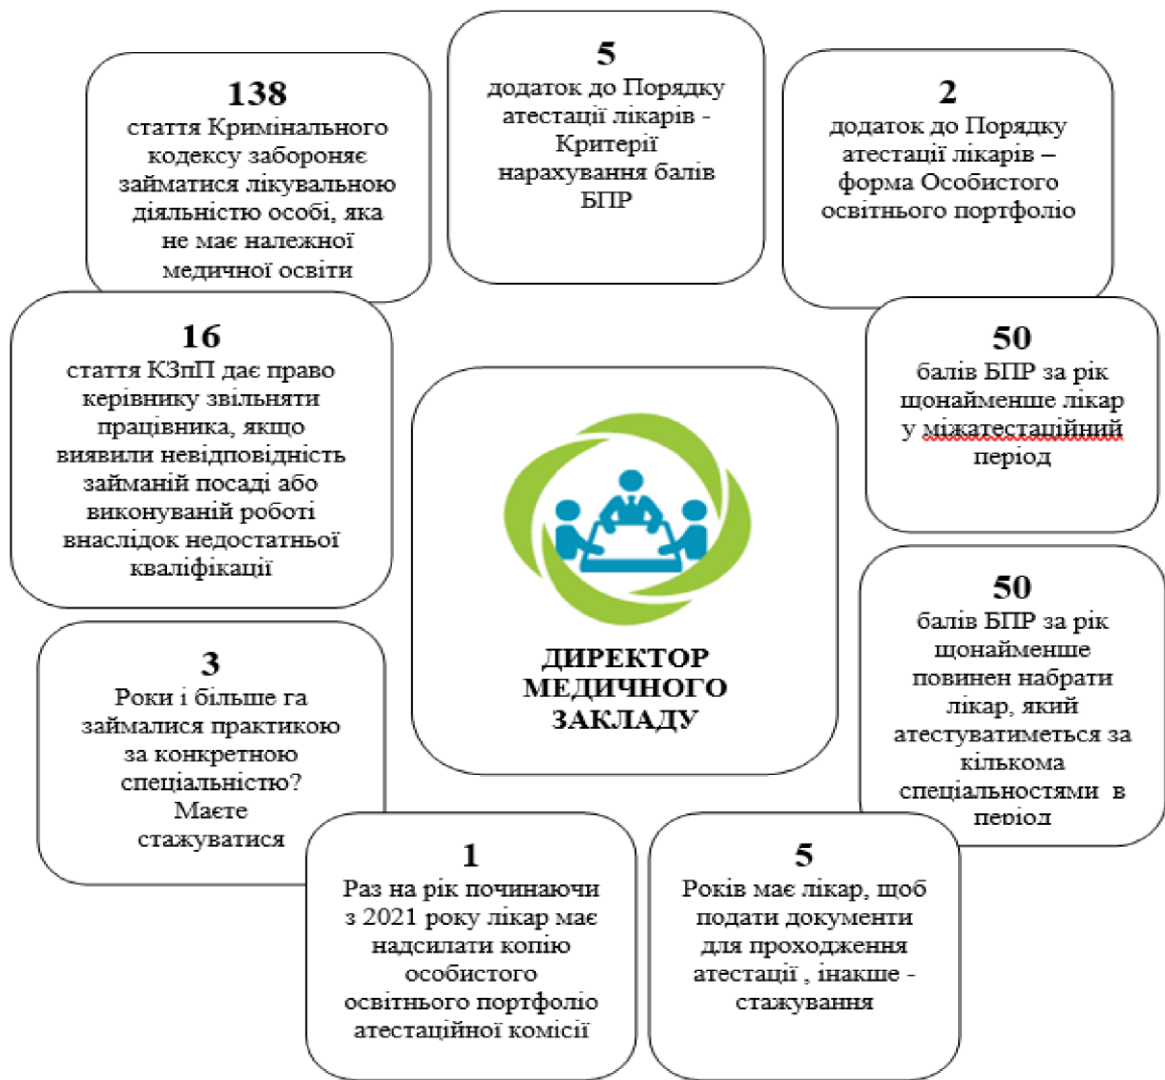 138
стаття Кримінального
кодексу забороняє
займатися лікувальною
діяльністю особі, яка
не має належної
медичної освіти
5
додаток до Порядку
атестації лікарів -
Критерії
нарахування балів
БПР
2
додаток до Порядку
атестації лікарів –
форма Особистого
освітнього портфоліо
16
стаття КЗпП дає право
керівнику звільняти
працівника, якщо
виявили невідповідність
займаній посаді або
виконуваній роботі
внаслідок недостатньої
кваліфікації
50
балів БПР за рік
щонайменше лікар
у міжатестаційний
період
ДИРЕКТОР
МЕДИЧНОГО
ЗАКЛАДУ
50
балів БПР за рік
щонайменше
повинен набрати
лікар, який
атестуватиметься за
кількома
спеціальностями в
період
3
Роки і більше га
займалися практикою
за конкретною
спеціальністю?
Маєте
стажуватися
1
Раз на рік починаючи
з 2021 року лікар має
надсилати копію
особистого
освітнього портфоліо
атестаційної комісії
5
Років має лікар, щоб
подати документи
для проходження
атестації , інакше -
стажування